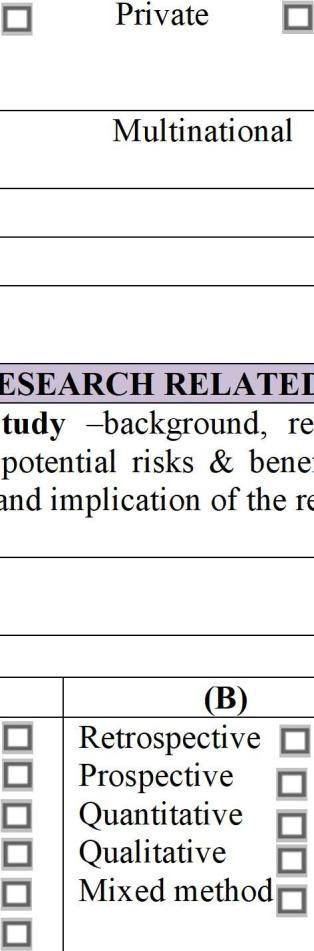 Private
Multinational
ESEARCH RELATED
tudy –background, re
potential risks & bene
and implication of the re
(B)
Retrospective
Prospective
Quantitative
Qualitative
Mixed method